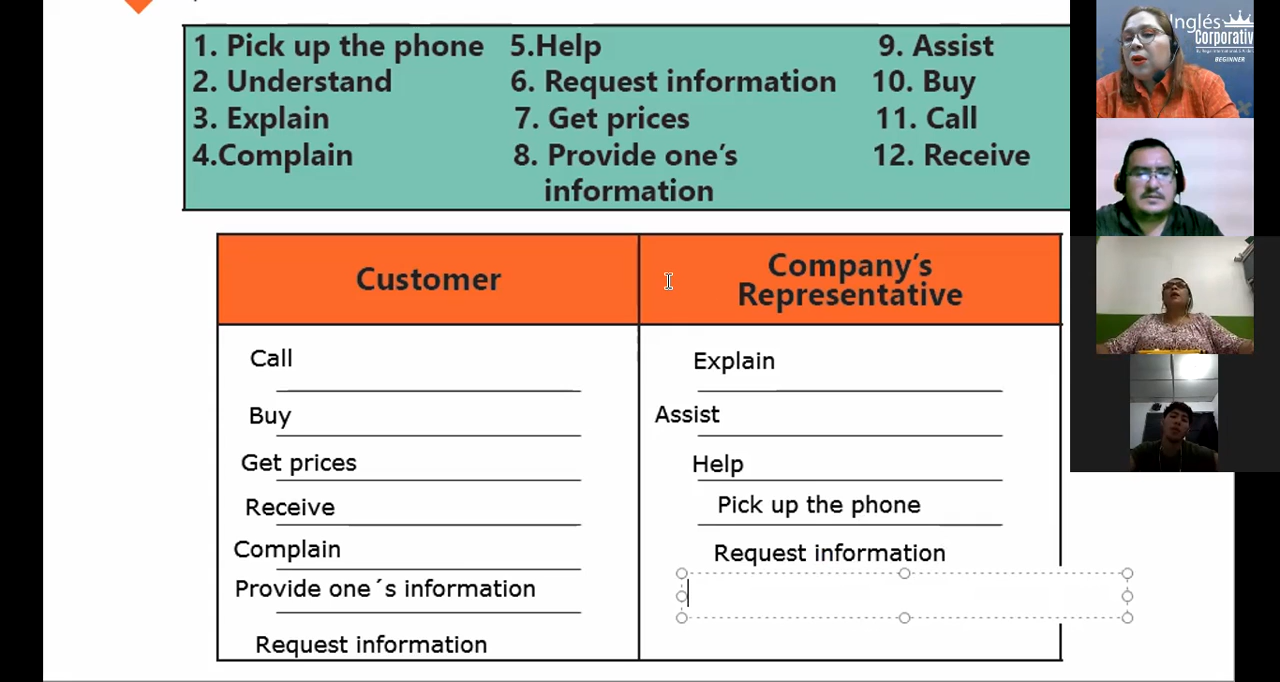 1. Pick up the phone
2. Understand
3. Explain
4.Complain
5.Help
6. Request information
7. Get prices
8. Provide one's
information
9. Assist
10. Buy
11. Call
12. Receive
Customer
Company's
Representative
Call
Buy
Get prices
Receive
Complain
Provide one´s information
Request information
Explain
Assist
Help
Pick up the phone
Request information
Inglés
Corporativ
BEGINNER